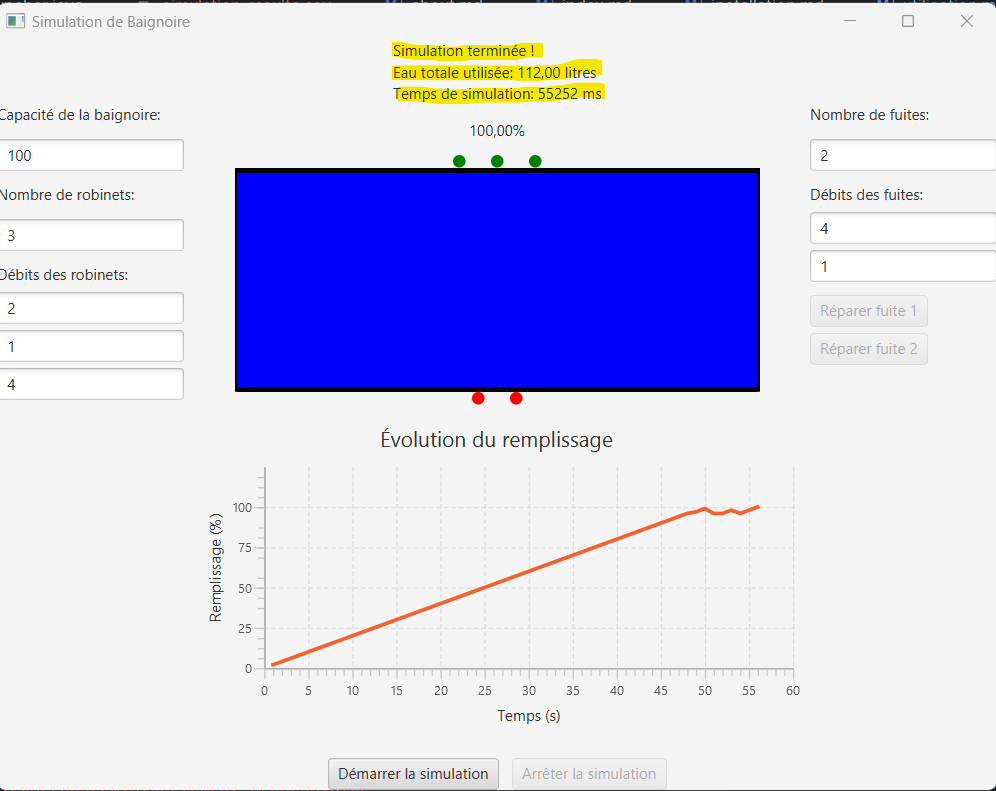 Simulation de Baignoire
Simulation terminée !
Eau totale utilisée: 112,00 litres
Temps de simulation: 55252 ms
100,00%
Capacité de la baignoire:
100
Nombre de robinets:
3
Débits des robinets:
2
1
4
Nombre de fuites:
2
Débits des fuites:
4
1
Réparer fuite 1
Réparer fuite 2
Évolution du remplissage
Remplissage (%)
100
75
50
25
0
0 5 10 15 20 25 30 35 40 45 50 55 60
Temps (s)
Démarrer la simulation
Arrêter la simulation